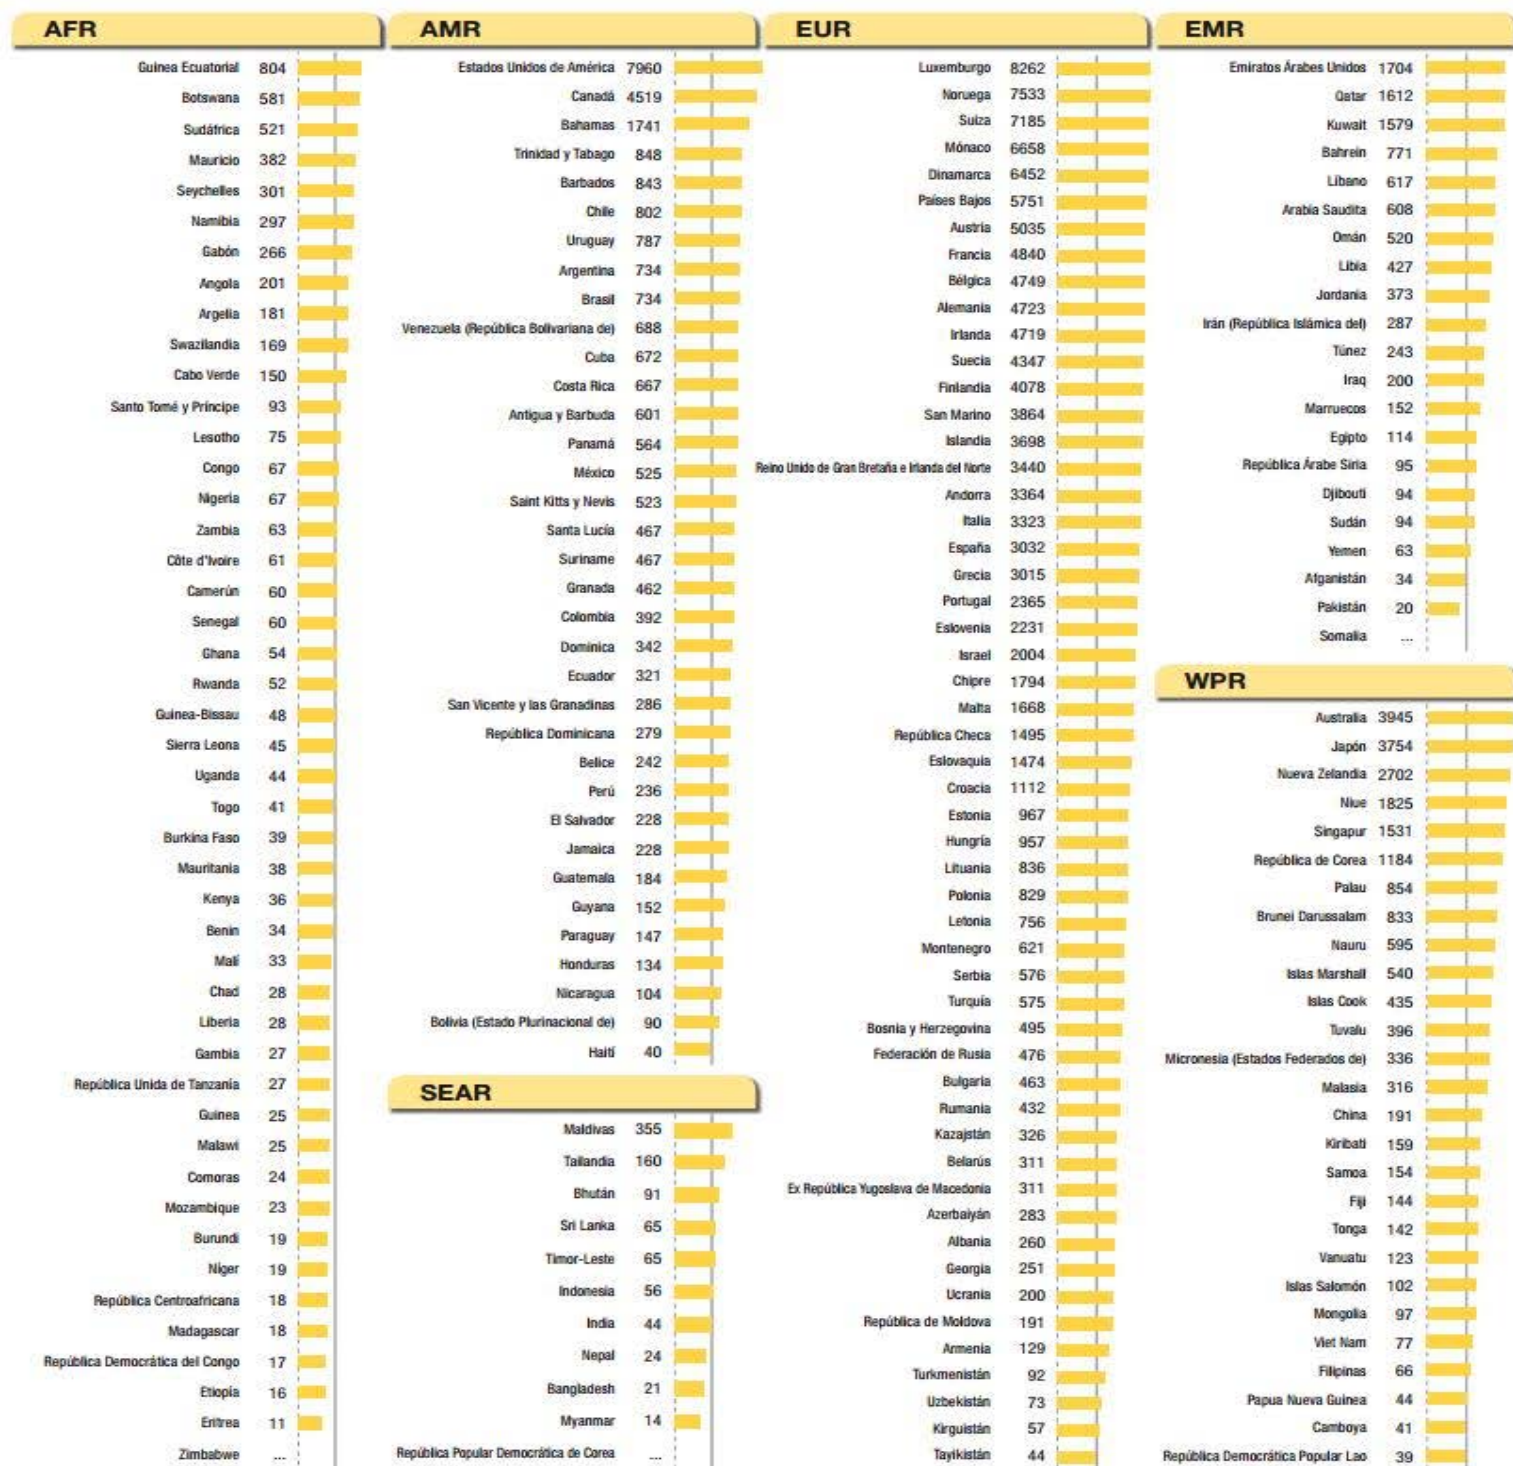 AFR
Guinea Ecuatorial 804
Botswana 581
Sudáfrica 521
Mauricio 382
Seychelles 301
Namibia 297
Gabón 266
Angola 201
Argelia 181
Swazilandia 169
Cabo Verde 150
Santo Tomé y Príncipe 93
Lesotho 75
Congo 67
Nigeria 67
Zambia 63
Côte d'Ivoire 61
Camerún 60
Senegal 60
Ghana 54
Rwanda 52
Guinea-Bissau 48
Sierra Leona 45
Uganda 44
Togo 41
Burkina Faso 39
Mauritania 38
Kenya 36
Benin 34
Malí 33
Chad 28
Liberia 28
Gambia 27
República Unida de Tanzanía 27
Guinea 25
Malawi 25
Comoras 24
Mozambique 23
Burundi 19
Níger 19
República Centroafricana 18
Madagascar 18
República Democrática del Congo 17
Etiopía 16
Eritrea 11
Zimbabwe ...
AMR
Estados Unidos de América 7960
Canadá 4519
Bahamas 1741
Trinidad y Tabago 848
Barbados 843
Chile 802
Uruguay 787
Argentina 734
Brasil 734
Venezuela (República Bolivariana de) 688
Cuba 672
Costa Rica 667
Antigua y Barbuda 601
Panamá 564
México 525
Saint Kitts y Nevis 523
Santa Lucía 467
Suriname 467
Granada 462
Colombia 392
Dominica 342
Ecuador 321
San Vicente y las Granadinas 286
República Dominicana 279
Belice 242
Perú 236
El Salvador 228
Jamaica 228
Guatemala 184
Guyana 152
Paraguay 147
Honduras 134
Nicaragua 104
Bolivia (Estado Plurinacional de) 90
Haití 40
SEAR
Maldivas 355
Tailandia 160
Bhután 91
Sri Lanka 65
Timor-Leste 65
Indonesia 56
India 44
Nepal 24
Bangladesh 21
Myanmar 14
República Popular Democrática de Corea ...
EUR
Luxemburgo 8262
Noruega 7533
Suiza 7185
Mónaco 6658
Dinamarca 6452
Países Bajos 5751
Austria 5035
Francia 4840
Bélgica 4749
Alemania 4723
Irlanda 4719
Suecia 4347
Finlandia 4078
San Marino 3864
Islandia 3698
Reino Unido de Gran Bretaña e Irlanda del Norte 3440
Andorra 3364
Italia 3323
España 3032
Grecia 3015
Portugal 2365
Eslovenia 2231
Israel 2004
Chipre 1794
Malta 1668
República Checa 1495
Eslovaquia 1474
Croacia 1112
Estonia 967
Hungría 957
Lituania 836
Polonia 829
Letonia 756
Montenegro 621
Serbia 576
Turquía 575
Bosnia y Herzegovina 495
Federación de Rusia 476
Bulgaria 463
Rumania 432
Kazajstán 326
Belarús 311
Ex República Yugoslava de Macedonia 311
Azerbaiyán 283
Albania 260
Georgia 251
Ucrania 200
República de Moldova 191
Armenia 129
Turkmenistán 92
Uzbekistán 73
Kirguistán 57
Tayikistán 44
EMR
Emiratos Árabes Unidos 1704
Qatar 1612
Kuwait 1579
Bahrein 771
Líbano 617
Arabia Saudita 608
Omán 520
Libia 427
Jordania 373
Irán (República Islámica del) 287
Túnez 243
Iraq 200
Marruecos 152
Egipto 114
República Árabe Siria 95
Djibouti 94
Sudán 94
Yemen 63
Afganistán 34
Pakistán 20
Somalia ...
WPR
Australia 3945
Japón 3754
Nueva Zelandia 2702
Niue 1825
Singapur 1531
República de Corea 1184
Palau 854
Brunei Darussalam 833
Nauru 595
Islas Marshall 540
Islas Cook 435
Tuvalu 396
Micronesia (Estados Federados de) 336
Malasia 316
China 191
Kiribati 159
Samoa 154
Fiji 144
Tonga 142
Vanuatu 123
Islas Salomón 102
Mongolia 97
Viet Nam 77
Filipinas 66
Papua Nueva Guinea 44
Camboya 41
República Democrática Popular Lao 39